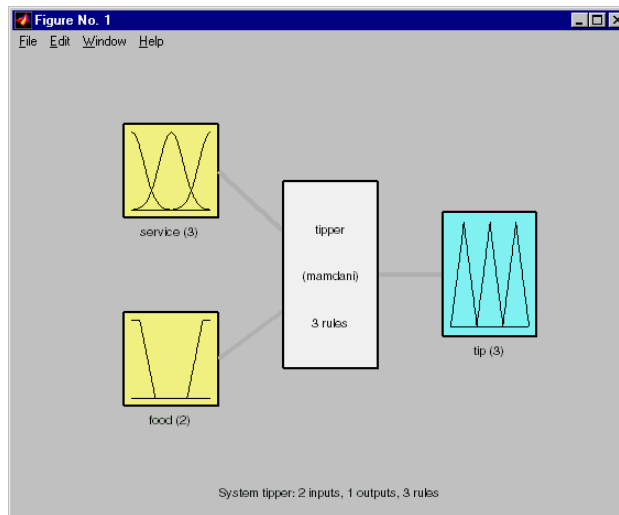 Figure No. 1
File Edit Window Help
service (3)
food (2)
tipper
(mamdani)
3 rules
tip (3)
System tipper: 2 inputs, 1 outputs, 3 rules